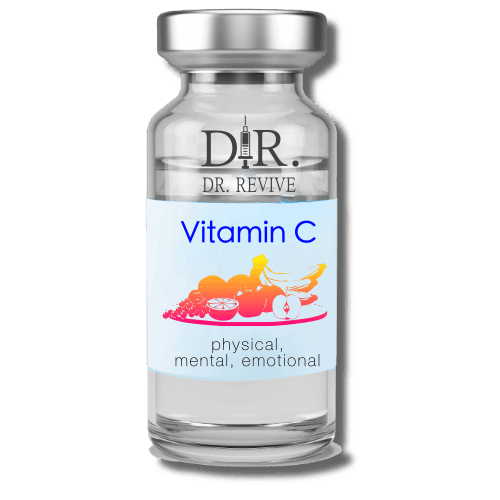 DR.
DR. REVIVE
Vitamin C
physical,
mental, emotional